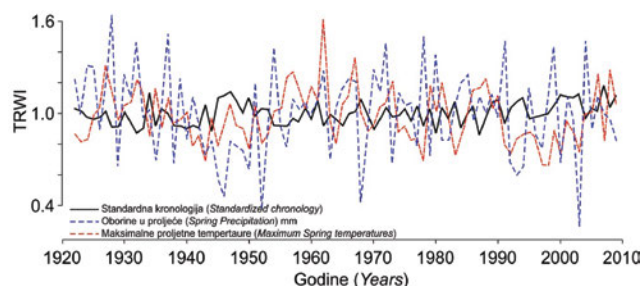 1.6
1.0
0.4
TRWI
Standardna kronologija (Standardized chronology)
Oborine u proljeće (Spring Precipitation) mm
Maksimalne proljetne tempertaure (Maximum Spring temperatures)
1920 1930 1940 1950 1960 1970 1980 1990 2000 2010
Godine (Years)